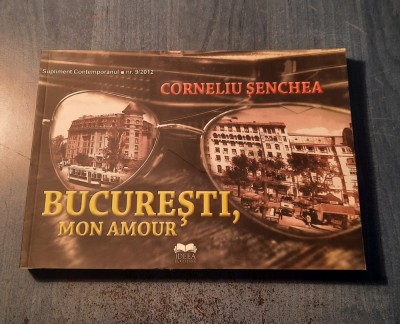 Supliment Contemporanul ■ nr. 9/2012
CORNELIU ŞENCHEA
BUCUREŞTI,
MON AMOUR
IDEEA